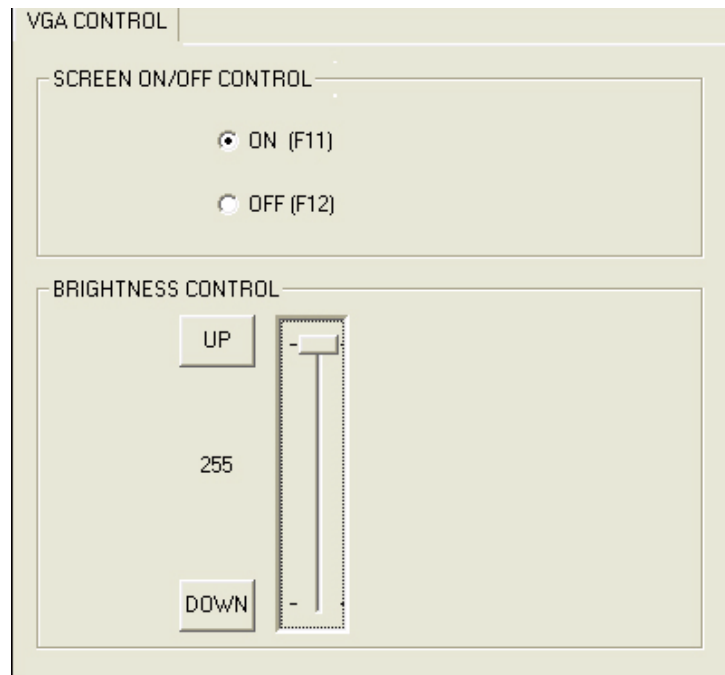 VGA CONTROL
SCREEN ON/OFF CONTROL
ON (F11)
OFF (F12)
BRIGHTNESS CONTROL
UP
255
DOWN